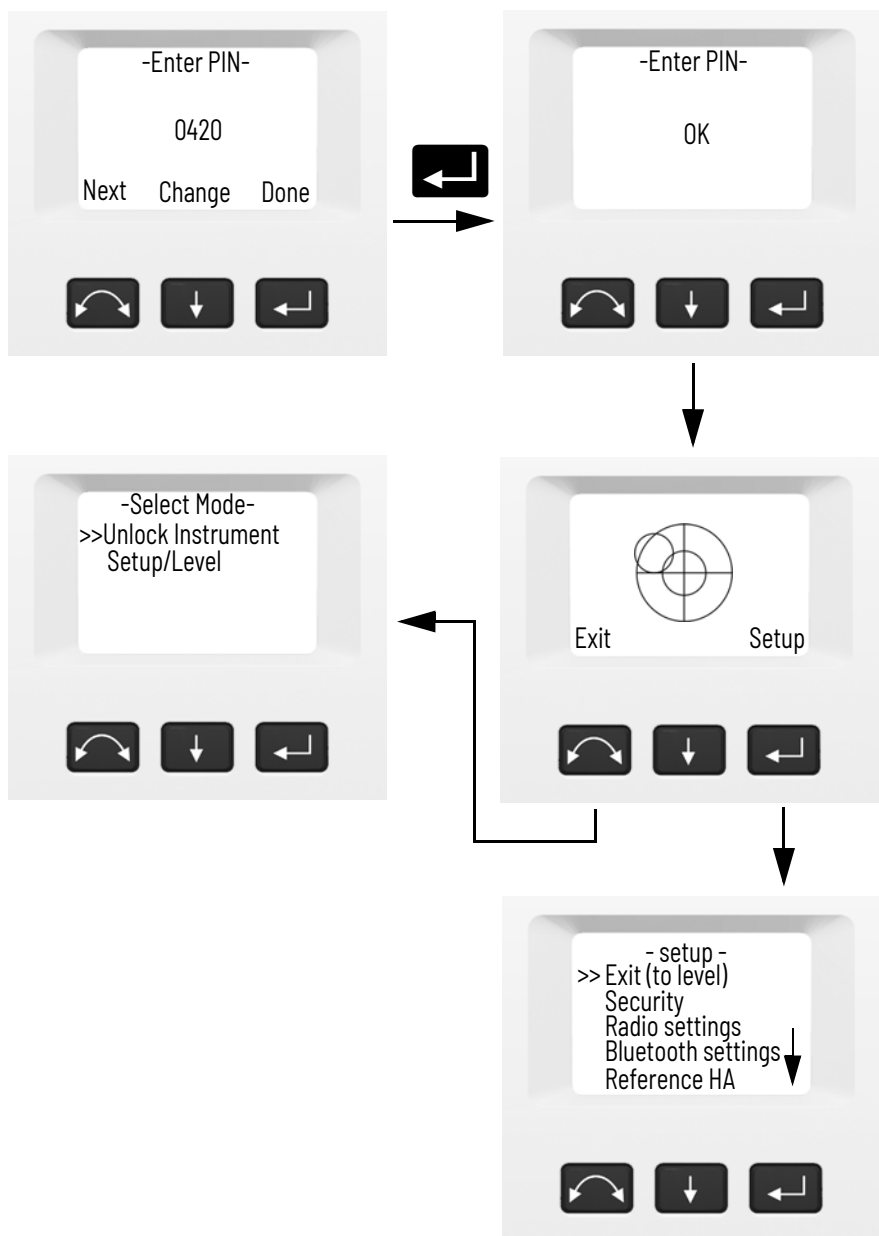 -Enter PIN-
0420
Next Change Done
-Enter PIN-
OK
-Select Mode-
>>Unlock Instrument
Setup/Level
Exit Setup
- setup -
>> Exit (to level)
Security
Radio settings
Bluetooth settings
Reference HA